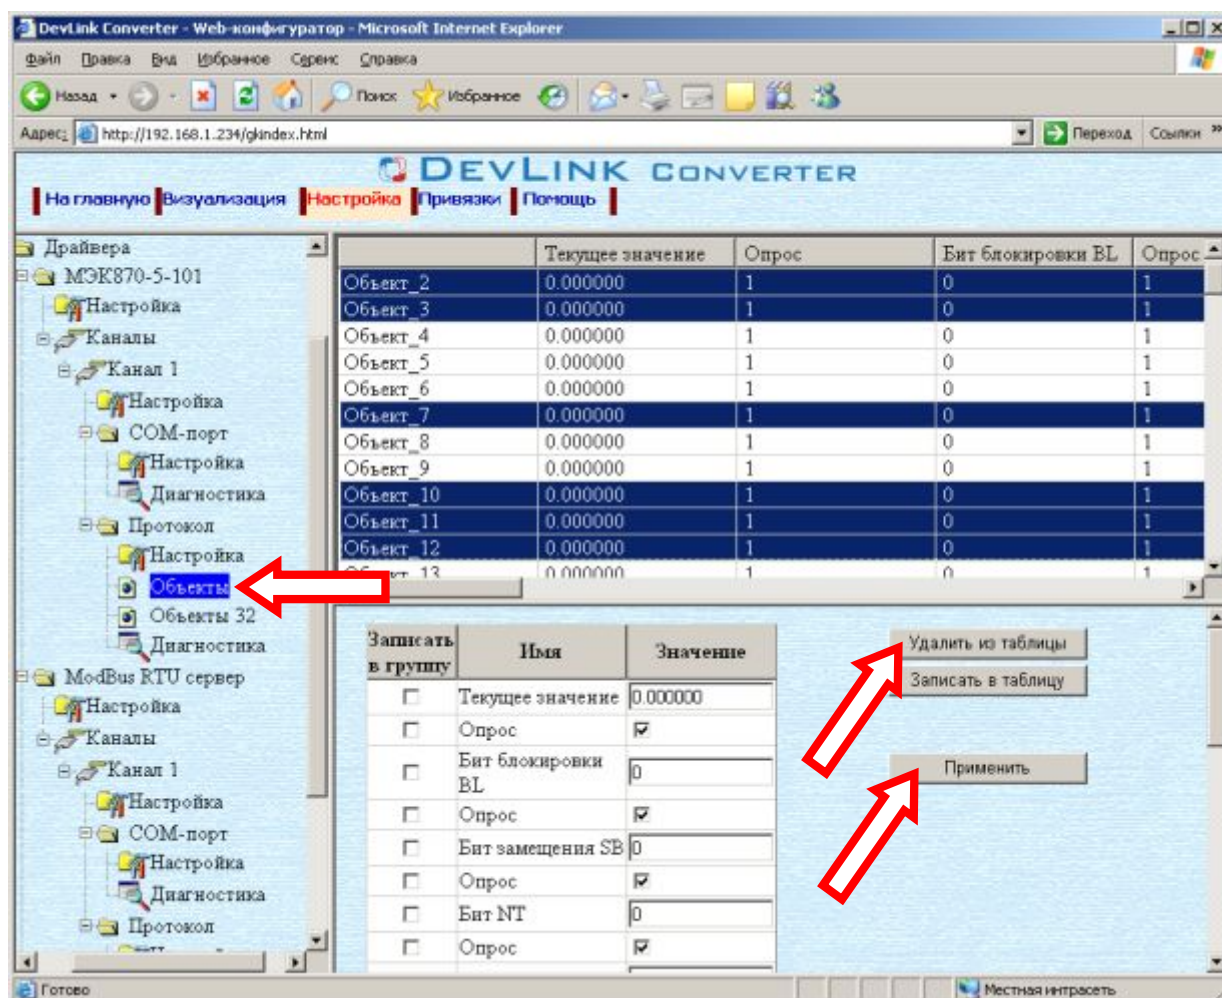 DevLink Converter - Web-конфигуратор - Microsoft Internet Explorer
Файл Правка Вид Избранное Сервис Справка
Назад Поиск Избранное
Адрес: http://192.168.1.234/gkindex.html Переход Ссылки »
DEVLINK CONVERTER
На главную Визуализация Настройка Привязки Помощь
Драйвера
МЭК870-5-101
Настройка
Каналы
Канал 1
Настройка
COM-порт
Настройка
Диагностика
Протокол
Настройка
Объекты
Объекты 32
Диагностика
ModBus RTU сервер
Настройка
Каналы
Канал 1
Настройка
COM-порт
Настройка
Диагностика
Протокол
Текущее значение Опрос Бит блокировки BL Опрос
Объект_2 0.000000 1 0 1
Объект_3 0.000000 1 0 1
Объект_4 0.000000 1 0 1
Объект_5 0.000000 1 0 1
Объект_6 0.000000 1 0 1
Объект_7 0.000000 1 0 1
Объект_8 0.000000 1 0 1
Объект_9 0.000000 1 0 1
Объект_10 0.000000 1 0 1
Объект_11 0.000000 1 0 1
Объект_12 0.000000 1 0 1
Объект_13 0.000000 1 0 1
Записать
в группу Имя Значение
Текущее значение 0.000000
Опрос
Бит блокировки
BL 0
Опрос
Бит замещения SB 0
Опрос
Бит NT 0
Опрос
Удалить из таблицы
Записать в таблицу
Применить
Готово Местная интрасеть